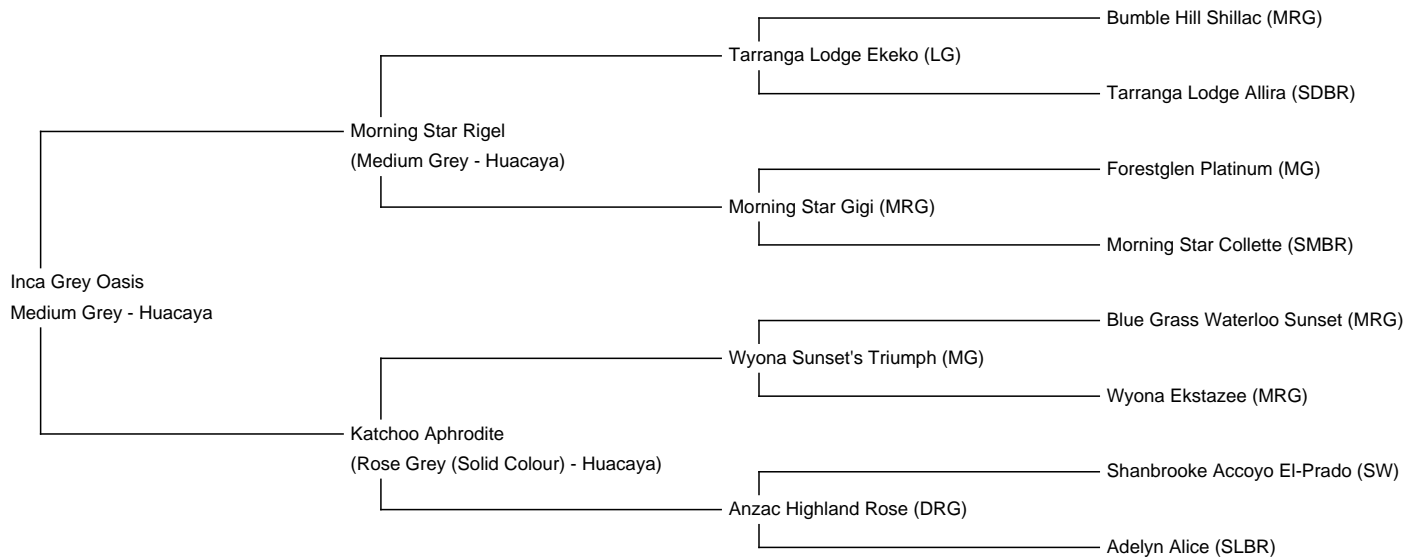 Bumble Hill Shillac (MRG)
Tarranga Lodge Ekeko (LG)
Tarranga Lodge Allira (SDBR)
Morning Star Rigel
(Medium Grey - Huacaya)
Forestglen Platinum (MG)
Morning Star Gigi (MRG)
Morning Star Collette (SMBR)
Inca Grey Oasis
Medium Grey - Huacaya
Blue Grass Waterloo Sunset (MRG)
Wyona Sunset's Triumph (MG)
Wyona Ekstazee (MRG)
Katchoo Aphrodite
(Rose Grey (Solid Colour) - Huacaya)
Shanbrooke Accoyo El-Prado (SW)
Anzac Highland Rose (DRG)
Adelyn Alice (SLBR)